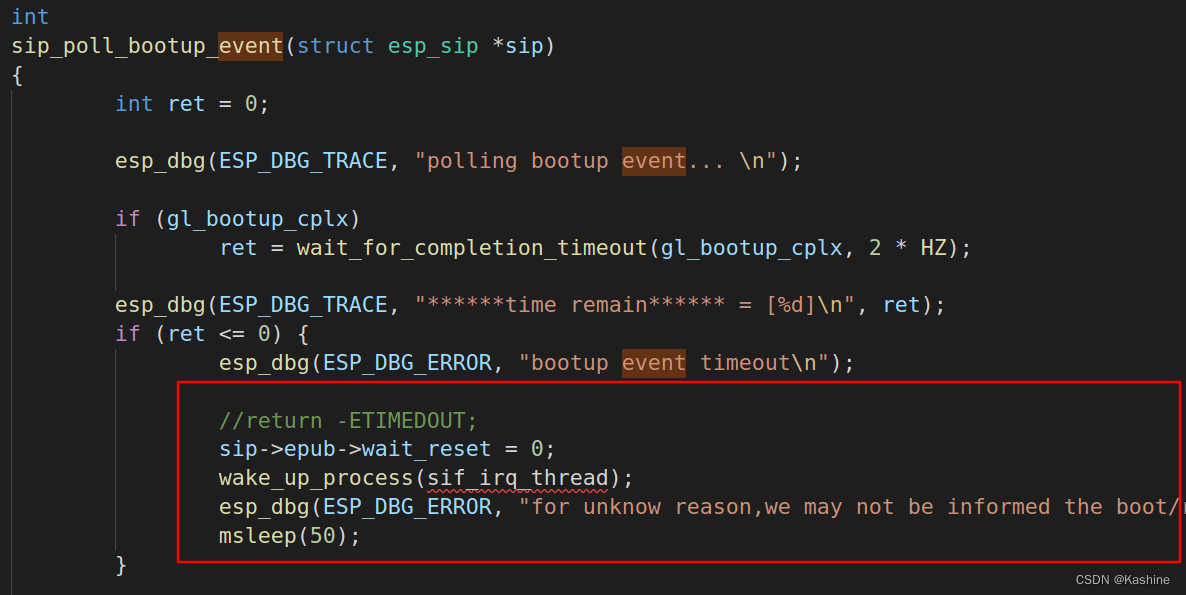 int
sip_poll_bootup_event(struct esp_sip *sip)
{
int ret = 0;
esp_dbg(ESP_DBG_TRACE, "polling bootup event... \n");
if (gl_bootup_cplx)
ret = wait_for_completion_timeout(gl_bootup_cplx, 2 * HZ);
esp_dbg(ESP_DBG_TRACE, "******time remain****** = [%d]\n", ret);
if (ret <= 0) {
esp_dbg(ESP_DBG_ERROR, "bootup event timeout\n");
//return -ETIMEDOUT;
sip->epub->wait_reset = 0;
wake_up_process(sif_irq_thread);
esp_dbg(ESP_DBG_ERROR, "for unknow reason,we may not be informed the boot/
msleep(50);
}
CSDN @Kashine